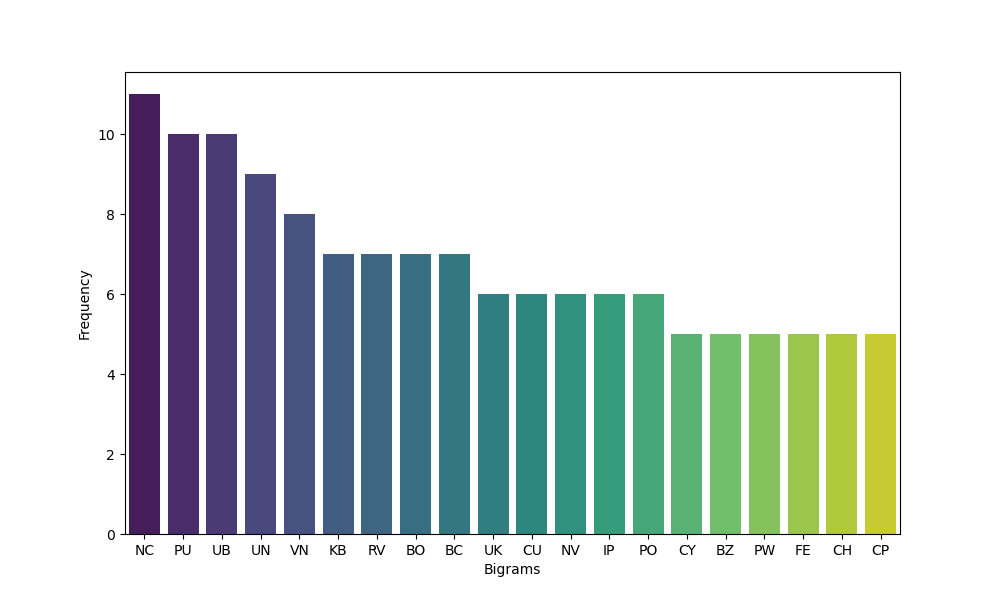 Frequency
10
8
6
4
2
0
NC PU UB UN VN KB RV BO BC UK CU NV IP PO CY BZ PW FE CH CP
Bigrams